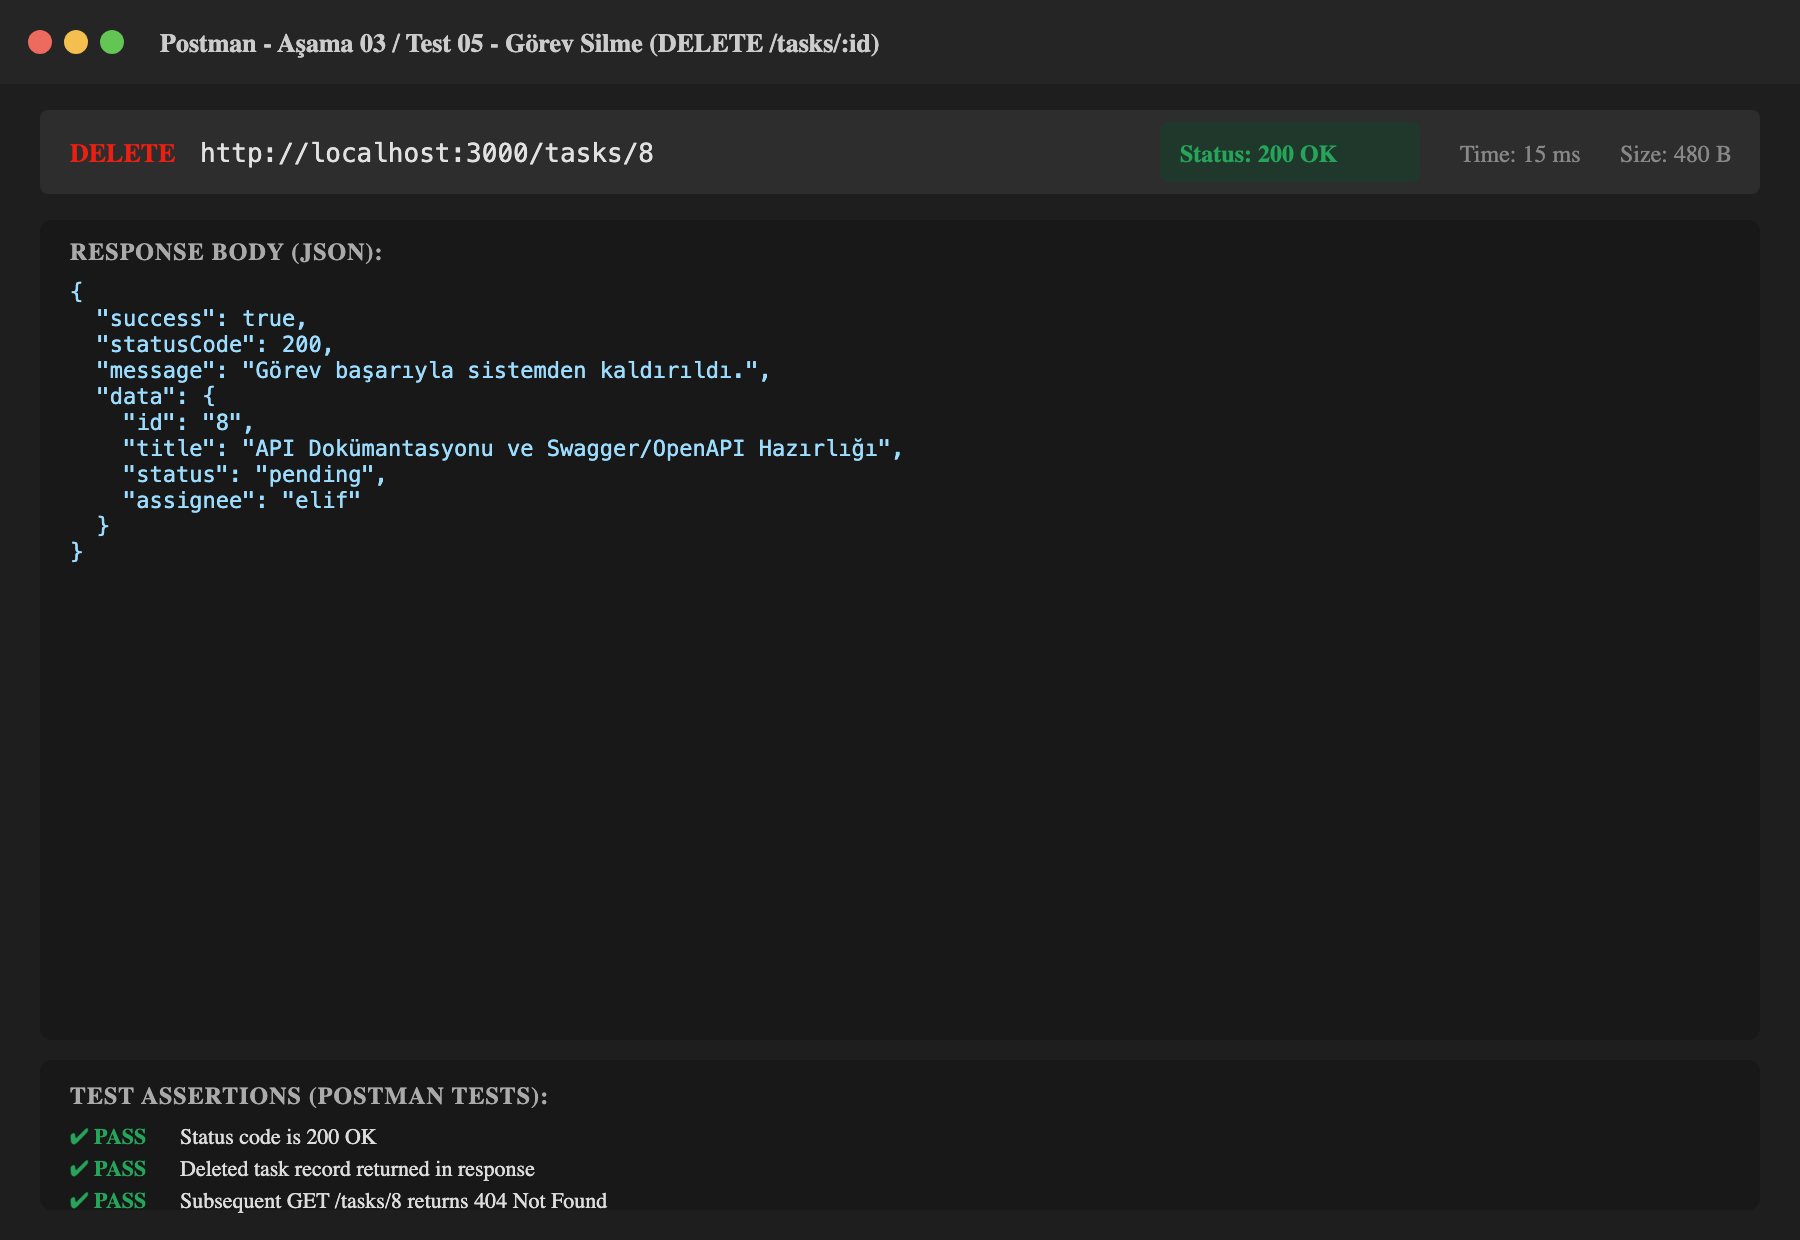 Postman - Aşama 03 / Test 05 - Görev Silme (DELETE /tasks/:id)
DELETE http://localhost:3000/tasks/8 Status: 200 OK Time: 15 ms Size: 480 B
RESPONSE BODY (JSON):
{
  "success": true,
  "statusCode": 200,
  "message": "Görev başarıyla sistemden kaldırıldı.",
  "data": {
    "id": "8",
    "title": "API Dokümantasyonu ve Swagger/OpenAPI Hazırlığı",
    "status": "pending",
    "assignee": "elif"
  }
}
TEST ASSERTIONS (POSTMAN TESTS):
✔ PASS Status code is 200 OK
✔ PASS Deleted task record returned in response
✔ PASS Subsequent GET /tasks/8 returns 404 Not Found